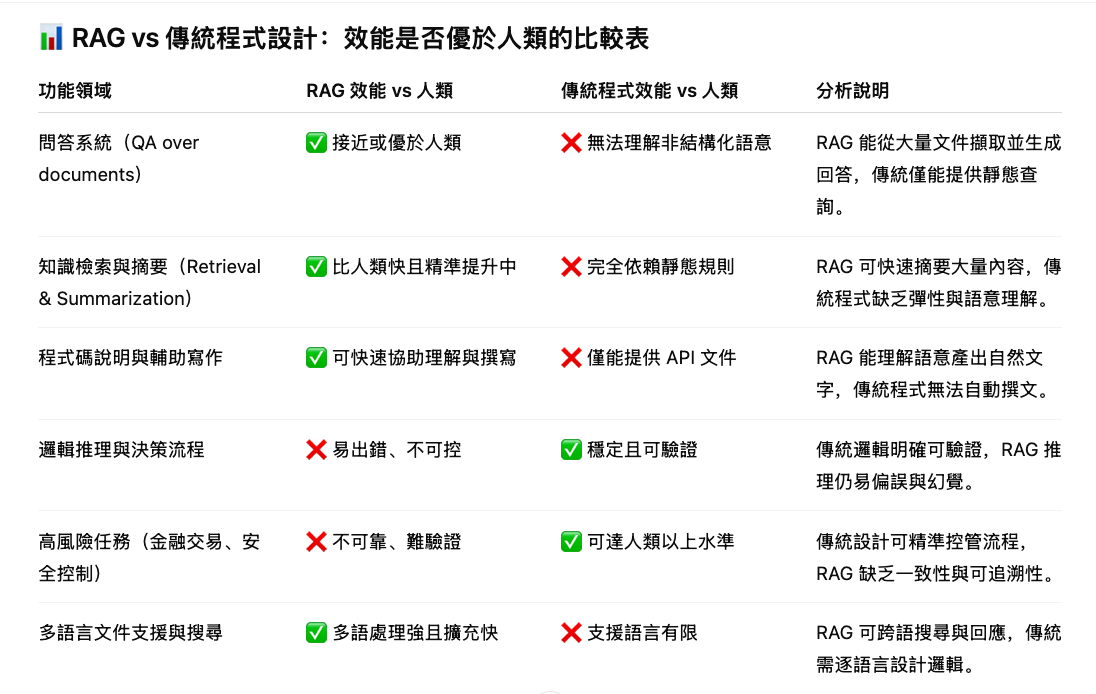 📊 RAG vs 傳統程式設計：效能是否優於人類的比較表
功能領域 RAG 效能 vs 人類 傳統程式效能 vs 人類 分析說明
問答系統（QA over documents） ✅ 接近或優於人類 ❌ 無法理解非結構化語意 RAG 能從大量文件擷取並生成回答，傳統僅能提供靜態查詢。
知識檢索與摘要（Retrieval & Summarization） ✅ 比人類快且精準提升中 ❌ 完全依賴靜態規則 RAG 可快速摘要大量內容，傳統程式缺乏彈性與語意理解。
程式碼說明與輔助寫作 ✅ 可快速協助理解與撰寫 ❌ 僅能提供 API 文件 RAG 能理解語意產出自然文字，傳統程式無法自動撰文。
邏輯推理與決策流程 ❌ 易出錯、不可控 ✅ 穩定且可驗證 傳統邏輯明確可驗證，RAG 推理仍易偏誤與幻覺。
高風險任務（金融交易、安全控制） ❌ 不可靠、難驗證 ✅ 可達人類以上水準 傳統設計可精準控管流程，RAG 缺乏一致性與可追溯性。
多語言文件支援與搜尋 ✅ 多語處理強且擴充快 ❌ 支援語言有限 RAG 可跨語搜尋與回應，傳統需逐語言設計邏輯。